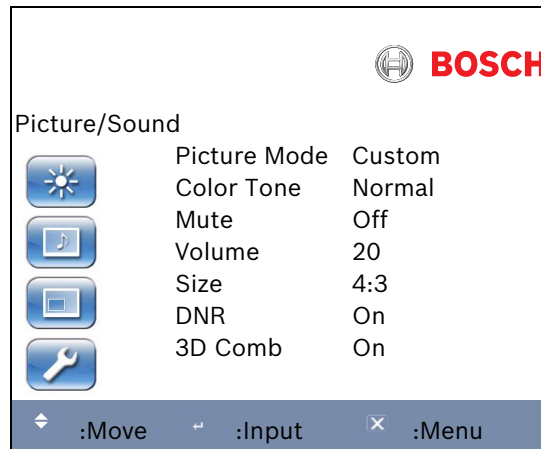 BOSCH
Picture/Sound
Picture Mode Custom
Color Tone Normal
Mute Off
Volume 20
Size 4:3
DNR On
3D Comb On
:Move :Input :Menu